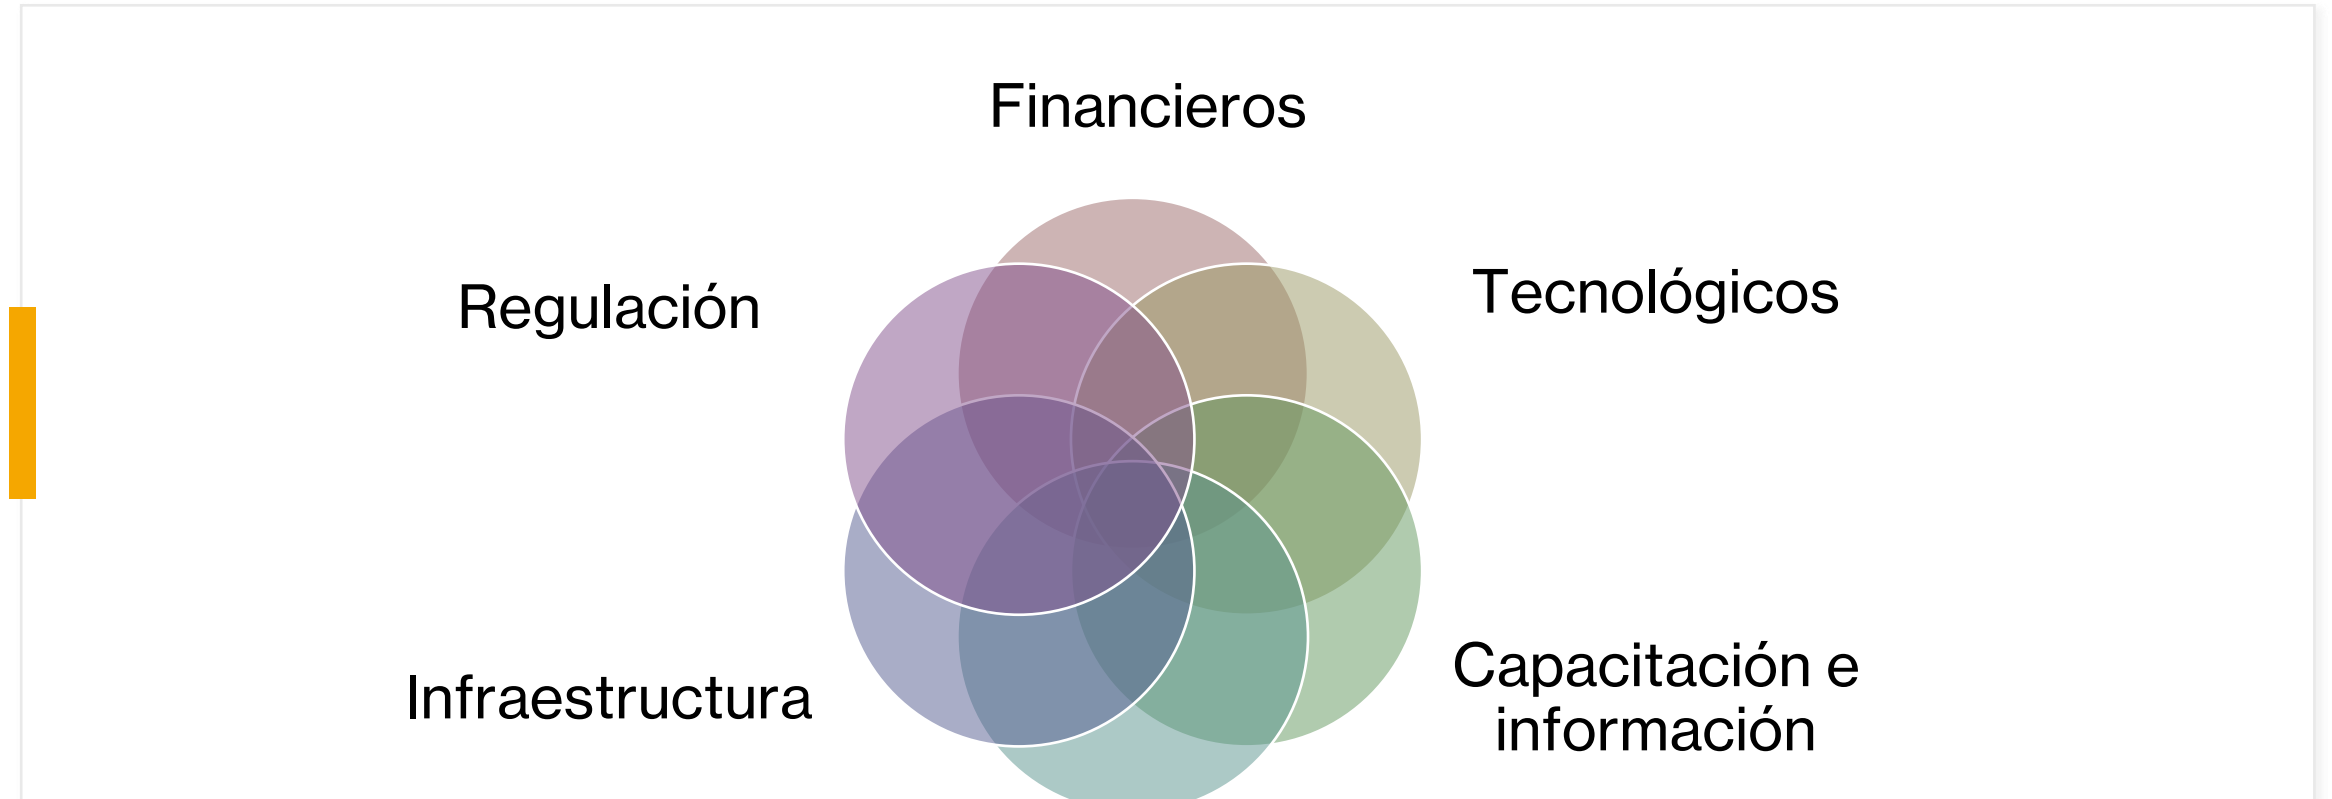 Financieros
Regulación
Tecnológicos
Infraestructura
Capacitación e
información